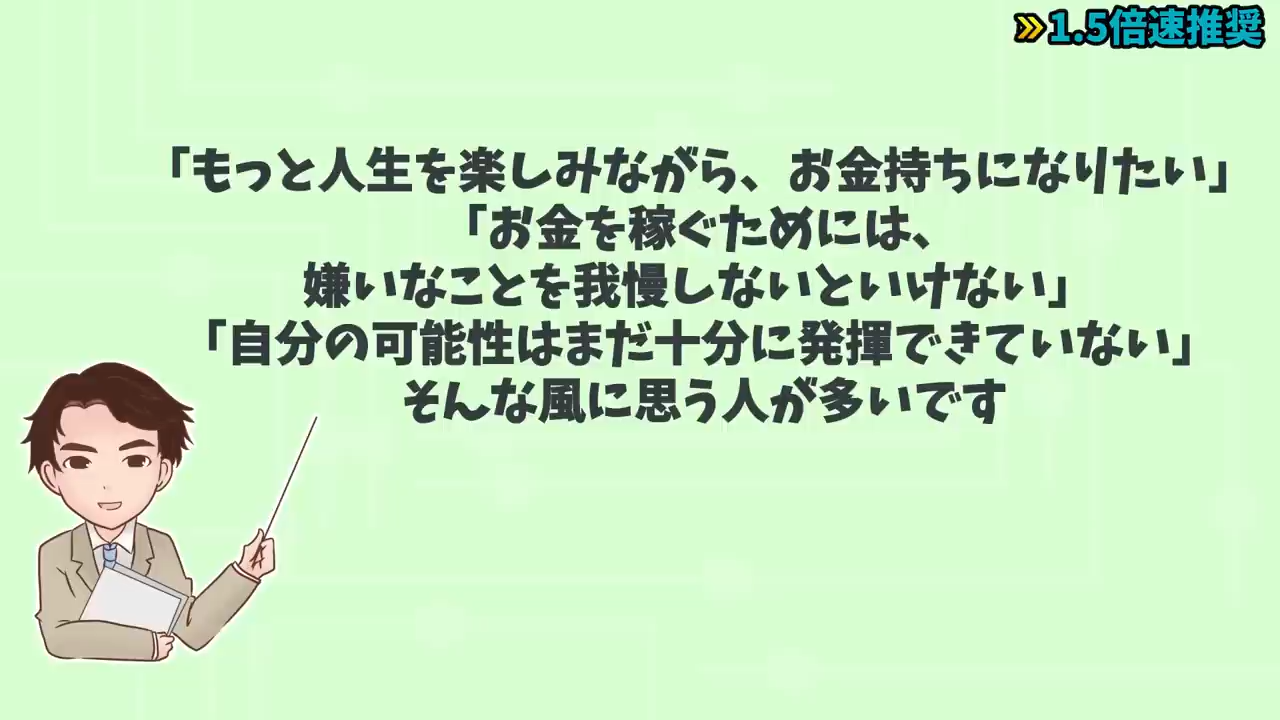 1.5倍速推奨
「もっと人生を楽しみながら、お金持ちになりたい」
「お金を稼ぐためには、
嫌いなことを我慢しないといけない」
「自分の可能性はまだ十分に発揮できていない」
そんな風に思う人が多いです